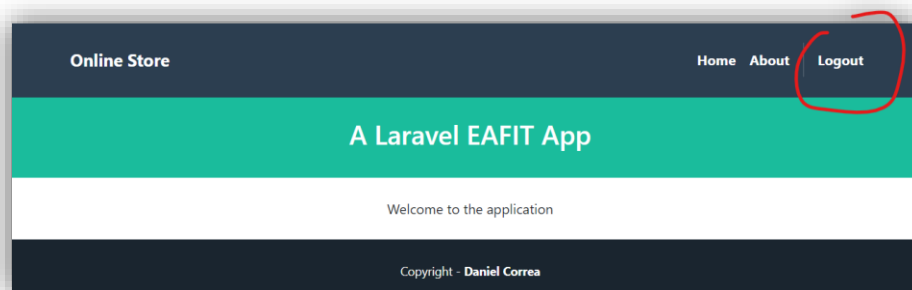 Online Store
Home About Logout
A Laravel EAFIT App
Welcome to the application
Copyright - Daniel Correa